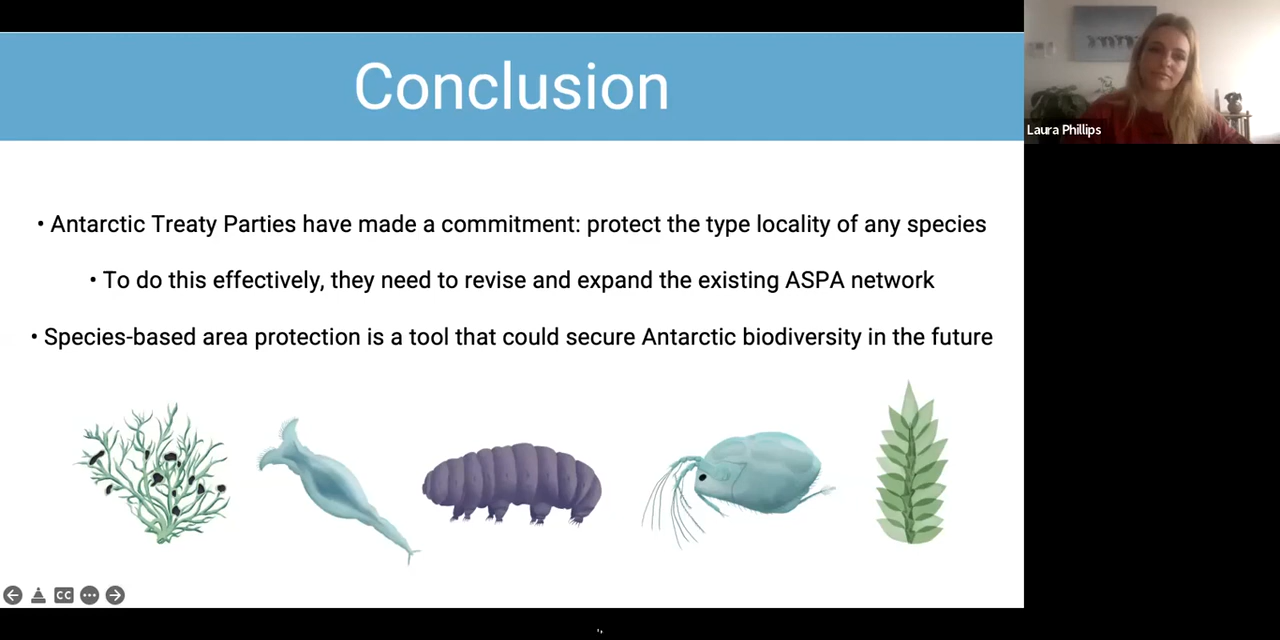 Conclusion
• Antarctic Treaty Parties have made a commitment: protect the type locality of any species
• To do this effectively, they need to revise and expand the existing ASPA network
• Species-based area protection is a tool that could secure Antarctic biodiversity in the future
Laura Phillips
CC